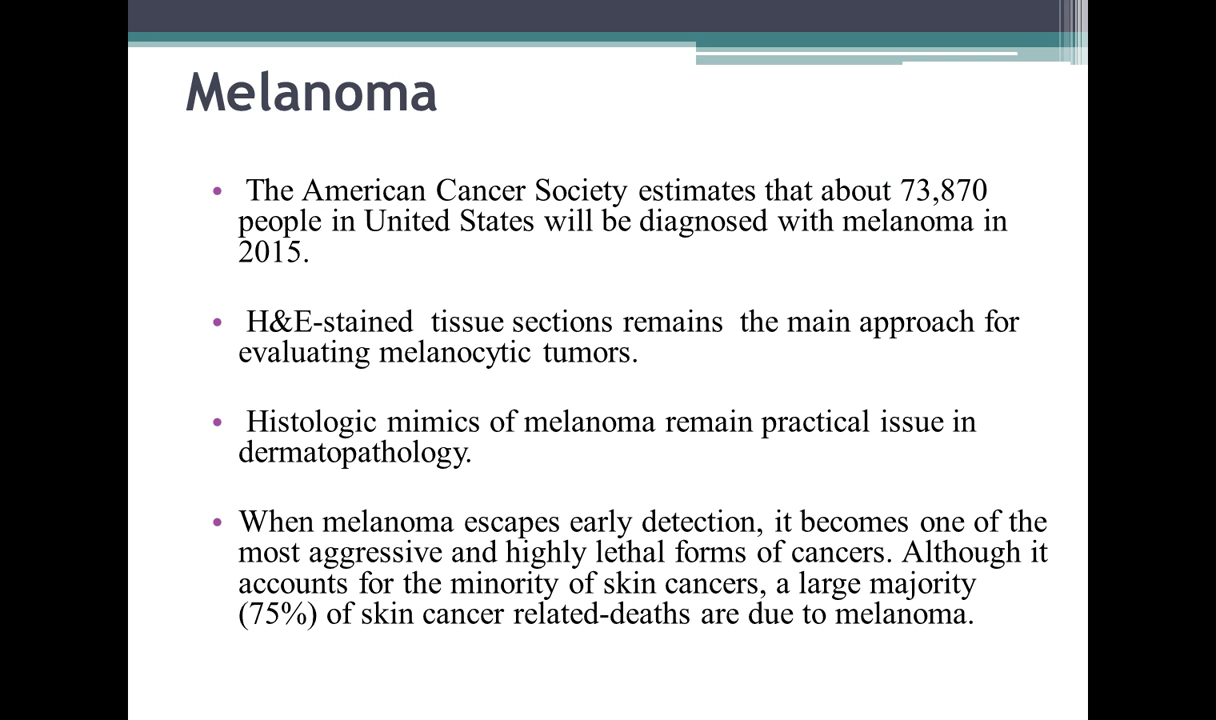 Melanoma
• The American Cancer Society estimates that about 73,870
people in United States will be diagnosed with melanoma in
2015.
• H&E-stained tissue sections remains the main approach for
evaluating melanocytic tumors.
• Histologic mimics of melanoma remain practical issue in
dermatopathology.
• When melanoma escapes early detection, it becomes one of the
most aggressive and highly lethal forms of cancers. Although it
accounts for the minority of skin cancers, a large majority
(75%) of skin cancer related-deaths are due to melanoma.